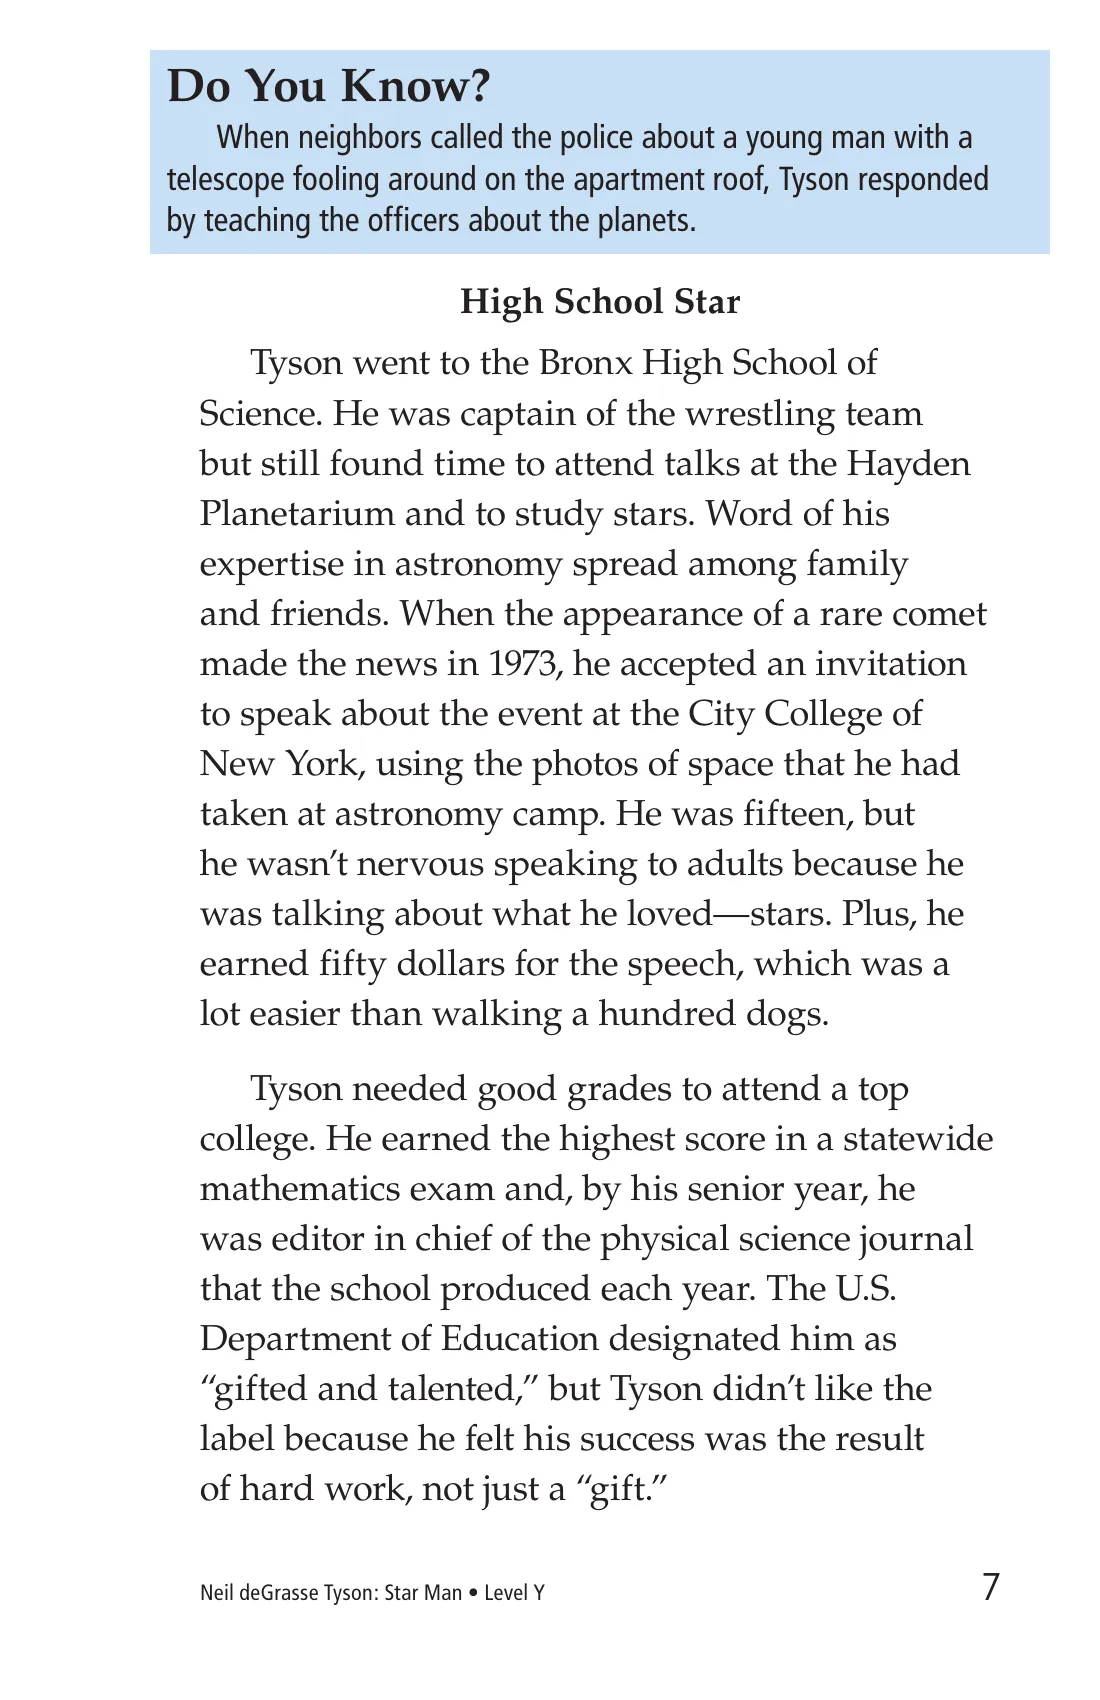 Do You Know?
When neighbors called the police about a young man with a
telescope fooling around on the apartment roof, Tyson responded
by teaching the officers about the planets.
High School Star
Tyson went to the Bronx High School of
Science. He was captain of the wrestling team
but still found time to attend talks at the Hayden
Planetarium and to study stars. Word of his
expertise in astronomy spread among family
and friends. When the appearance of a rare comet
made the news in 1973, he accepted an invitation
to speak about the event at the City College of
New York, using the photos of space that he had
taken at astronomy camp. He was fifteen, but
he wasn’t nervous speaking to adults because he
was talking about what he loved—stars. Plus, he
earned fifty dollars for the speech, which was a
lot easier than walking a hundred dogs.
Tyson needed good grades to attend a top
college. He earned the highest score in a statewide
mathematics exam and, by his senior year, he
was editor in chief of the physical science journal
that the school produced each year. The U.S.
Department of Education designated him as
“gifted and talented,” but Tyson didn’t like the
label because he felt his success was the result
of hard work, not just a “gift.”
Neil deGrasse Tyson: Star Man • Level Y
7